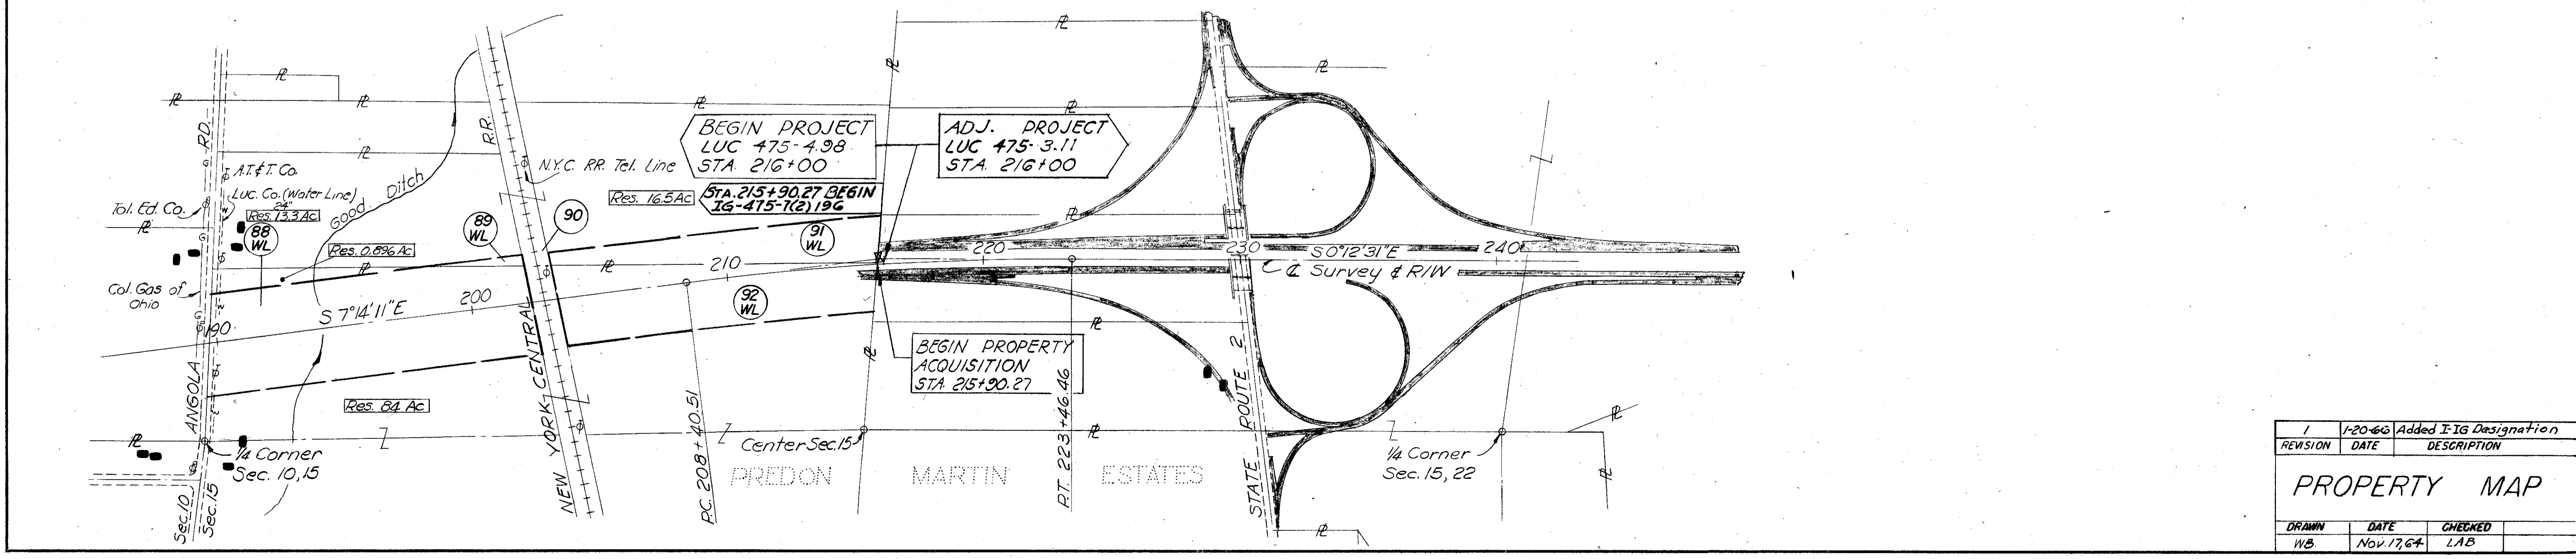 RD.
A.T.&T. Co.
Luc. Co. (Water Line)
24"
Res. 13.3 Ac
Tol. Ed. Co.
88
WL
Res. 0.896 Ac
Col. Gas of
Ohio
190
ANGOLA
S 7°14'11"E
200
Good Ditch
R.R.
N.Y.C. RR. Tel. Line
89
WL
90
Res. 16.5 Ac
BEGIN PROJECT
LUC 475-4.98
STA. 216+00
ADJ. PROJECT
LUC 475-3.11
STA. 216+00
STA. 215+90.27 BEGIN
IG-475-7(2)196
91
WL
210
92
WL
220
230
S 0°12'31"E
240
℄ Survey & R/W
BEGIN PROPERTY
ACQUISITION
STA. 215+90.27
Res. 84 Ac
NEW YORK CENTRAL
P.C. 208+40.51
Center Sec. 15
P.T. 223+46.46
STATE ROUTE 2
1/4 Corner
Sec. 10, 15
Sec. 10
Sec. 15
PREDON MARTIN ESTATES
1/4 Corner
Sec. 15, 22
1 1-20-66 Added I-IG Designation
REVISION DATE DESCRIPTION
PROPERTY MAP
DRAWN DATE CHECKED
WB. Nov. 17, 64 LAB